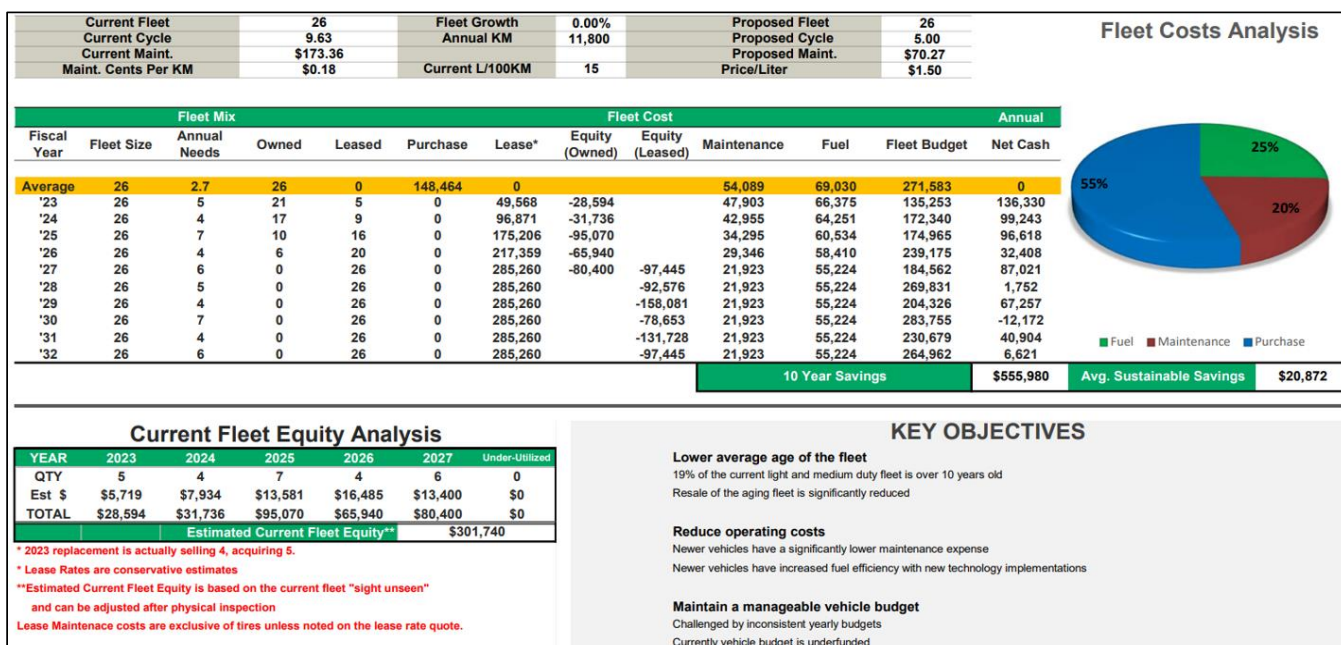 Current Fleet 26 Fleet Growth 0.00% Proposed Fleet 26
Current Cycle 9.63 Annual KM 11,800 Proposed Cycle 5.00
Current Maint. $173.36 Proposed Maint. $70.27
Maint. Cents Per KM $0.18 Current L/100KM 15 Price/Liter $1.50
Fleet Costs Analysis
Fleet Mix Fleet Cost Annual
Fiscal Year Fleet Size Annual Needs Owned Leased Purchase Lease* Equity (Owned) Equity (Leased) Maintenance Fuel Fleet Budget Net Cash
Average 26 2.7 26 0 148,464 0 54,089 69,030 271,583 0
'23 26 5 21 5 0 49,568 -28,594 47,903 66,375 135,253 136,330
'24 26 4 17 9 0 96,871 -31,736 42,955 64,251 172,340 99,243
'25 26 7 10 16 0 175,206 -95,070 34,295 60,534 174,965 96,618
'26 26 4 6 20 0 217,359 -65,940 29,346 58,410 239,175 32,408
'27 26 6 0 26 0 285,260 -80,400 -97,445 21,923 55,224 184,562 87,021
'28 26 5 0 26 0 285,260 -92,576 21,923 55,224 269,831 1,752
'29 26 4 0 26 0 285,260 -158,081 21,923 55,224 204,326 67,257
'30 26 7 0 26 0 285,260 -78,653 21,923 55,224 283,755 -12,172
'31 26 4 0 26 0 285,260 -131,728 21,923 55,224 230,679 40,904
'32 26 6 0 26 0 285,260 -97,445 21,923 55,224 264,962 6,621
25%
55%
20%
Fuel Maintenance Purchase
10 Year Savings $555,980 Avg. Sustainable Savings $20,872
Current Fleet Equity Analysis
YEAR 2023 2024 2025 2026 2027 Under-Utilized
QTY 5 4 7 4 6 0
Est $ $5,719 $7,934 $13,581 $16,485 $13,400 $0
TOTAL $28,594 $31,736 $95,070 $65,940 $80,400 $0
Estimated Current Fleet Equity** $301,740
* 2023 replacement is actually selling 4, acquiring 5.
* Lease Rates are conservative estimates
**Estimated Current Fleet Equity is based on the current fleet "sight unseen"
and can be adjusted after physical inspection
Lease Maintenace costs are exclusive of tires unless noted on the lease rate quote.
KEY OBJECTIVES
Lower average age of the fleet
19% of the current light and medium duty fleet is over 10 years old
Resale of the aging fleet is significantly reduced
Reduce operating costs
Newer vehicles have a significantly lower maintenance expense
Newer vehicles have increased fuel efficiency with new technology implementations
Maintain a manageable vehicle budget
Challenged by inconsistent yearly budgets
Currently vehicle budget is underfunded